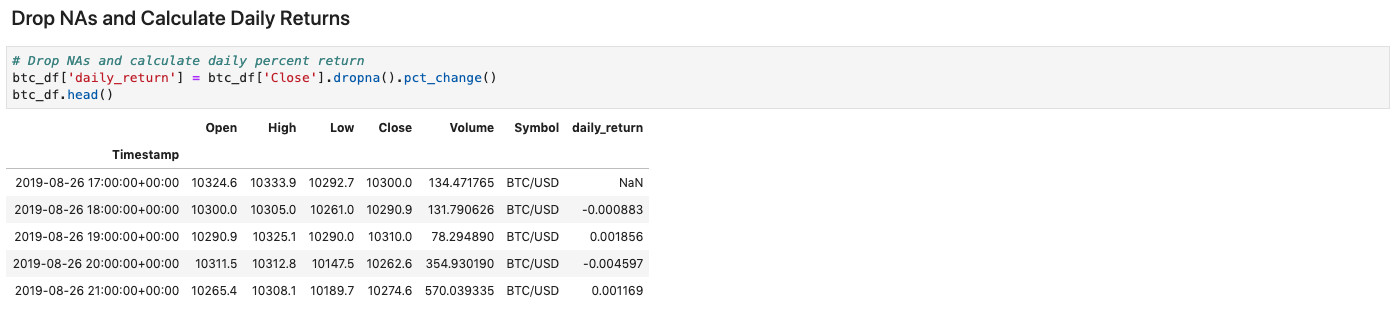 Drop NAs and Calculate Daily Returns
# Drop NAs and calculate daily percent return
btc_df['daily_return'] = btc_df['Close'].dropna().pct_change()
btc_df.head()
Open High Low Close Volume Symbol daily_return
Timestamp
2019-08-26 17:00:00+00:00 10324.6 10333.9 10292.7 10300.0 134.471765 BTC/USD NaN
2019-08-26 18:00:00+00:00 10300.0 10305.0 10261.0 10290.9 131.790626 BTC/USD -0.000883
2019-08-26 19:00:00+00:00 10290.9 10325.1 10290.0 10310.0 78.294890 BTC/USD 0.001856
2019-08-26 20:00:00+00:00 10311.5 10312.8 10147.5 10262.6 354.930190 BTC/USD -0.004597
2019-08-26 21:00:00+00:00 10265.4 10308.1 10189.7 10274.6 570.039335 BTC/USD 0.001169